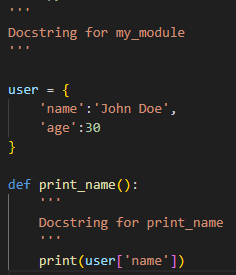 '''
Docstring for my_module
'''
user = {
    'name':'John Doe',
    'age':30
}
def print_name():
    '''
    Docstring for print_name
    '''
    print(user['name'])